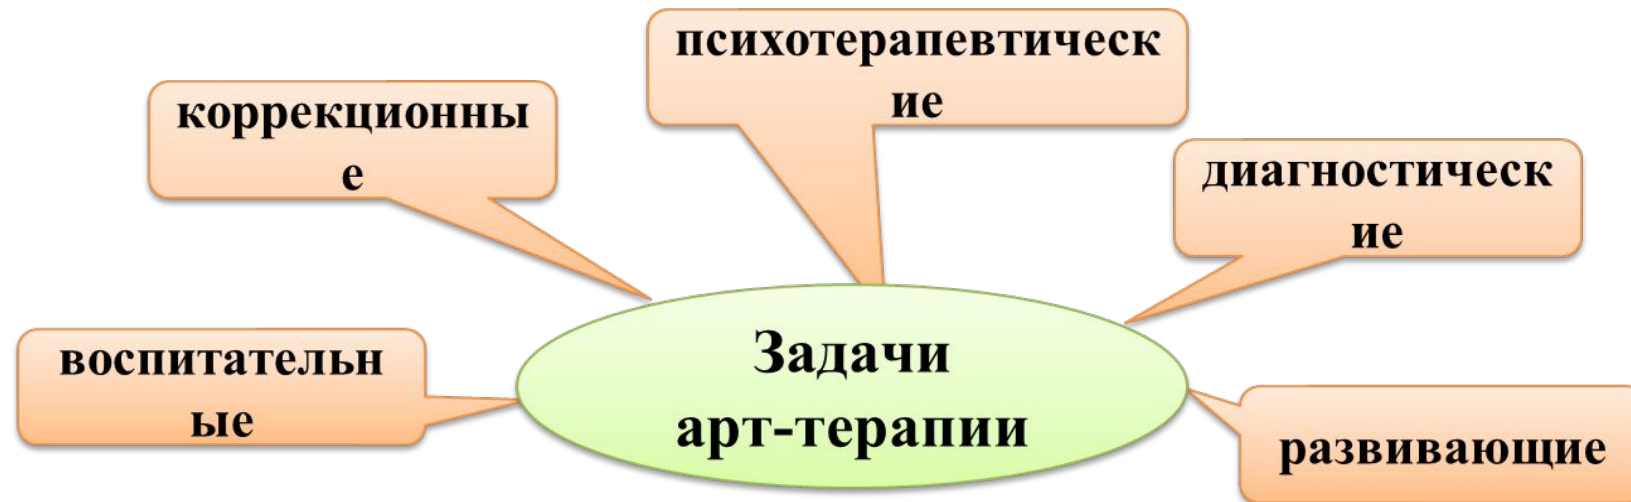 психотерапевтическ
ие
коррекционны
е
диагностическ
ие
воспитательн
ые
Задачи
арт-терапии
развивающие